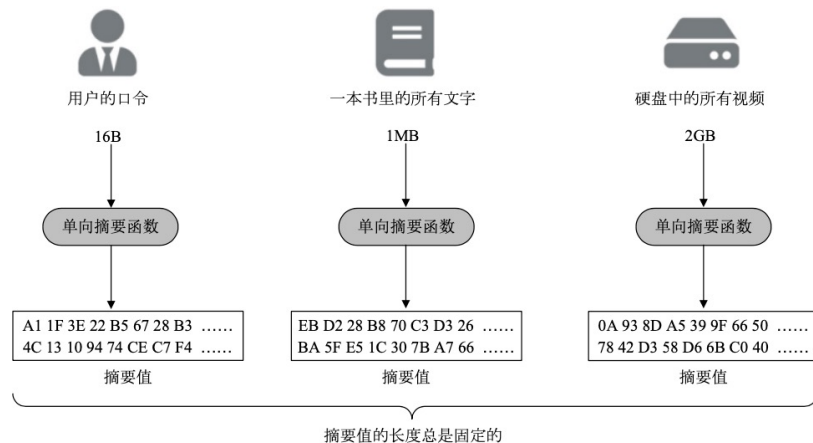 用户的口令
一本书里的所有文字
硬盘中的所有视频
16B
1MB
2GB
单向摘要函数
单向摘要函数
单向摘要函数
A1 1F 3E 22 B5 67 28 B3 ……
4C 13 10 94 74 CE C7 F4 ……
EB D2 28 B8 70 C3 D3 26 ……
BA 5F E5 1C 30 7B A7 66 ……
0A 93 8D A5 39 9F 66 50 ……
78 42 D3 58 D6 6B C0 40 ……
摘要值
摘要值
摘要值
摘要值的长度总是固定的